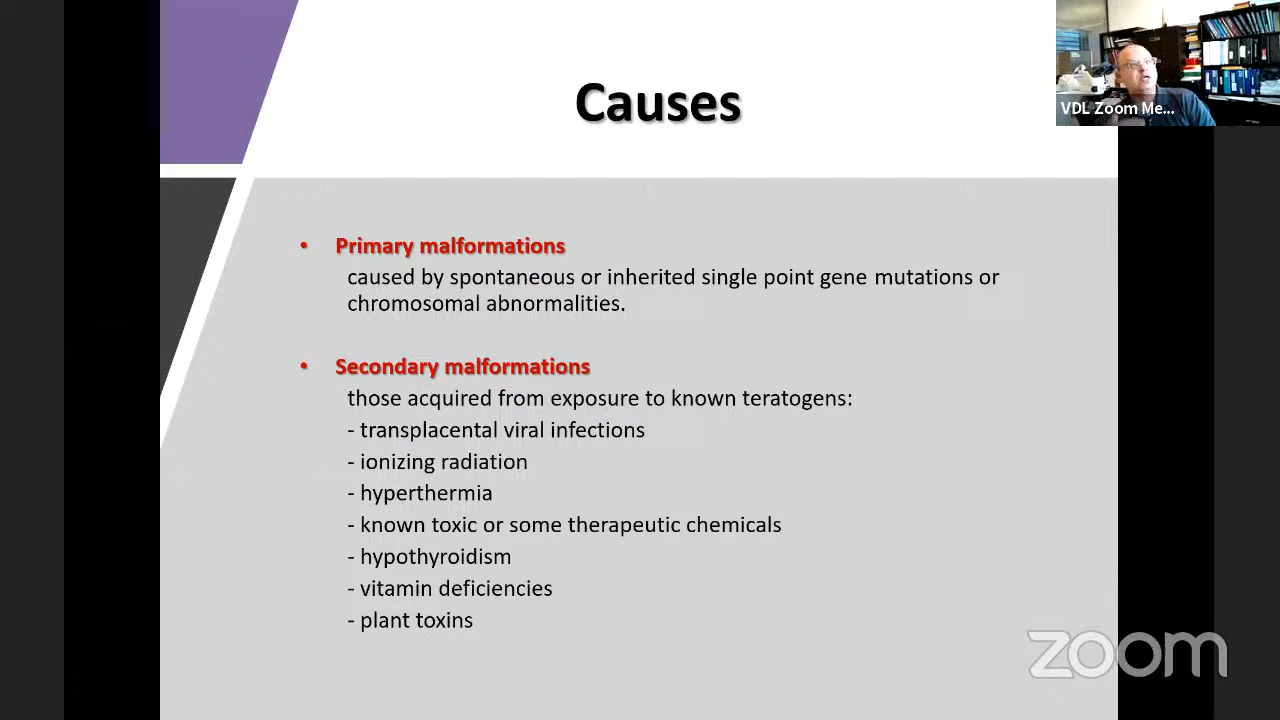 Causes
VDL Zoom Me...
• Primary malformations
caused by spontaneous or inherited single point gene mutations or
chromosomal abnormalities.
• Secondary malformations
those acquired from exposure to known teratogens:
- transplacental viral infections
- ionizing radiation
- hyperthermia
- known toxic or some therapeutic chemicals
- hypothyroidism
- vitamin deficiencies
- plant toxins
zoom